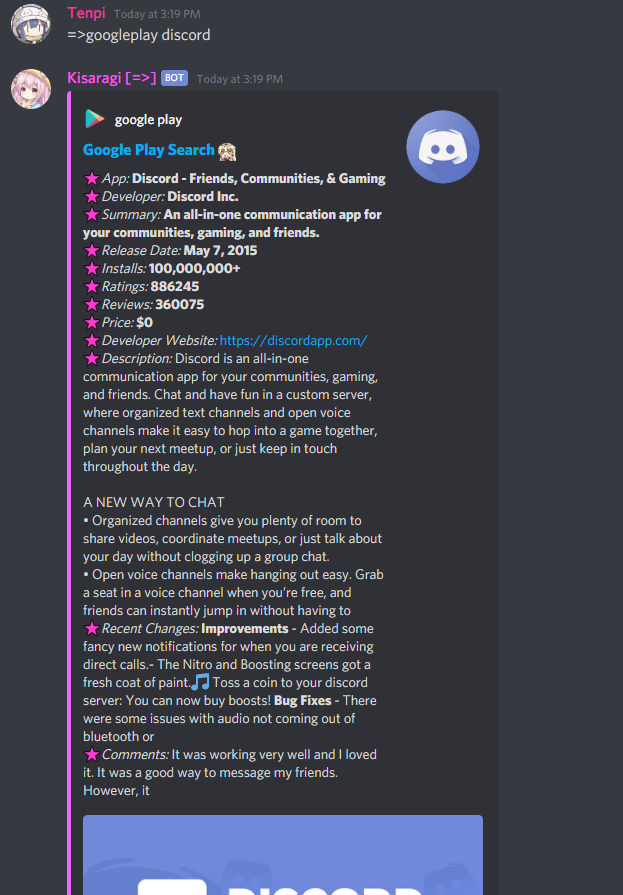 Tenpi Today at 3:19 PM
=>googleplay discord
Kisaragi [=>] BOT Today at 3:19 PM
google play
Google Play Search
App: Discord - Friends, Communities, & Gaming
Developer: Discord Inc.
Summary: An all-in-one communication app for
your communities, gaming, and friends.
Release Date: May 7, 2015
Installs: 100,000,000+
Ratings: 886245
Reviews: 360075
Price: $0
Developer Website: https://discordapp.com/
Description: Discord is an all-in-one
communication app for your communities, gaming,
and friends. Chat and have fun in a custom server,
where organized text channels and open voice
channels make it easy to hop into a game together,
plan your next meetup, or just keep in touch
throughout the day.
A NEW WAY TO CHAT
• Organized channels give you plenty of room to
share videos, coordinate meetups, or just talk about
your day without clogging up a group chat.
• Open voice channels make hanging out easy. Grab
a seat in a voice channel when you're free, and
friends can instantly jump in without having to
Recent Changes: Improvements - Added some
fancy new notifications for when you are receiving
direct calls.- The Nitro and Boosting screens got a
fresh coat of paint.🎵 Toss a coin to your discord
server: You can now buy boosts! Bug Fixes - There
were some issues with audio not coming out of
bluetooth or
Comments: It was working very well and I loved
it. It was a good way to message my friends.
However, it
DISCORD